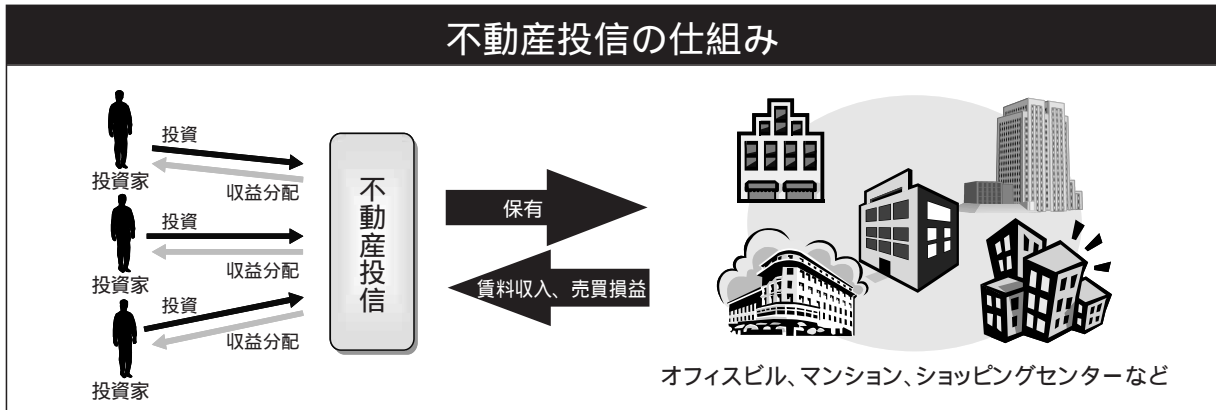 不動産投信の仕組み
投資
投資家
収益分配
投資
投資家
収益分配
投資
投資家
収益分配
不動産投信
保有
賃料収入、売買損益
オフィスビル、マンション、ショッピングセンターなど